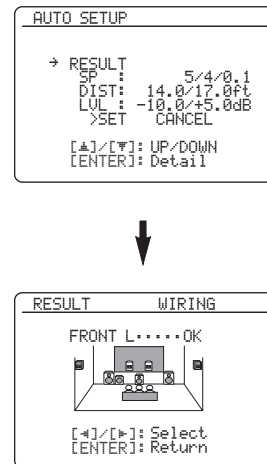 AUTO SETUP
→ RESULT
SP : 5/4/0.1
DIST: 14.0/17.0ft
LVL : -10.0/+5.0dB
>SET CANCEL
[▲]/[▼]: UP/DOWN
[ENTER]: Detail
RESULT WIRING
FRONT L•••••OK
[◄]/[►]: Select
[ENTER]: Return